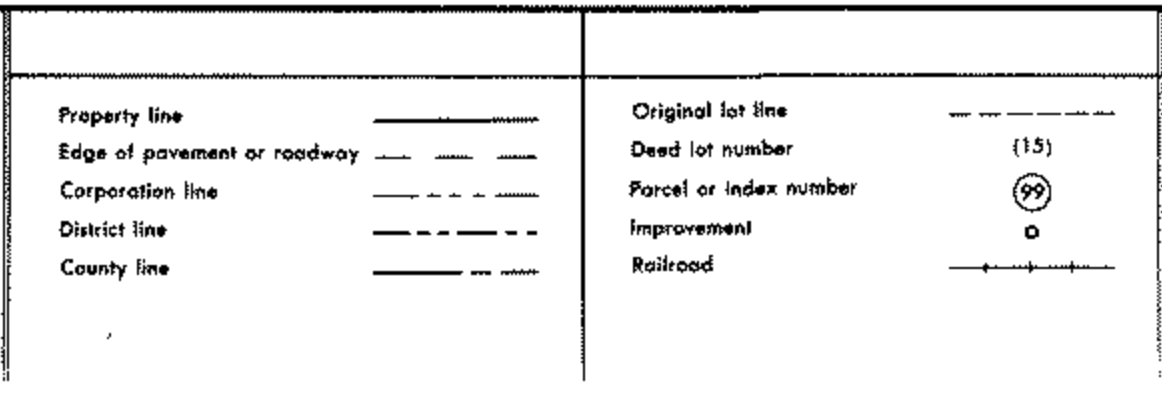 Property line
Edge of pavement or roadway
Corporation line
District line
County line
Original lot line
Deed lot number (15)
Parcel or index number 99
Improvement
Railroad